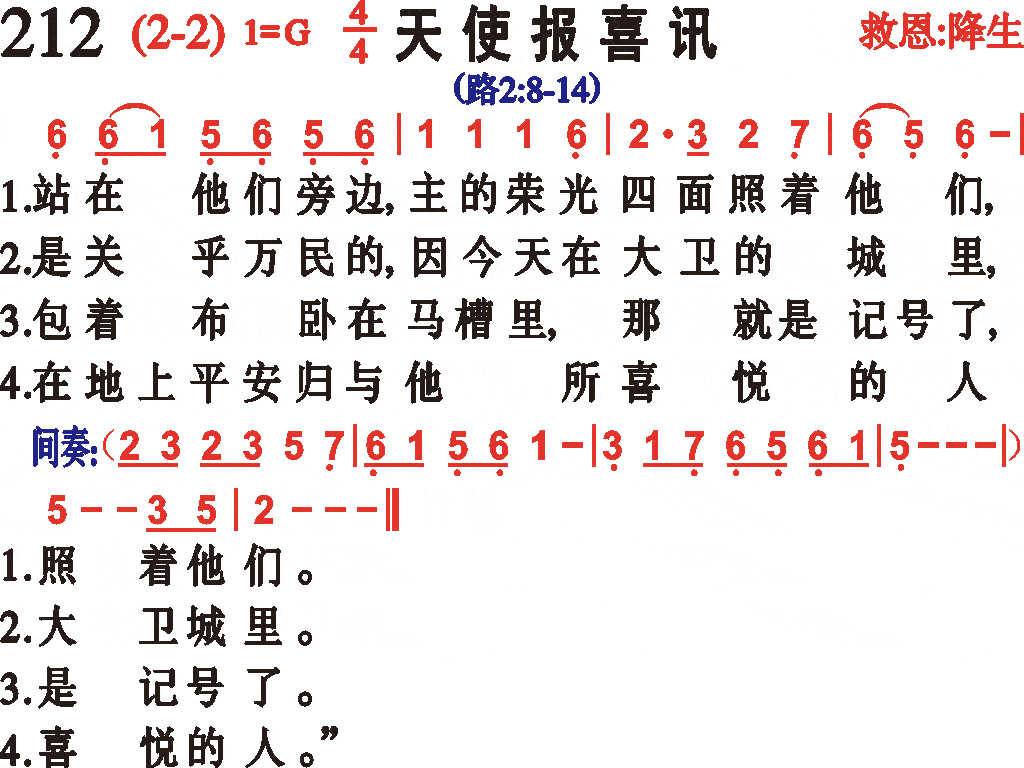 212 (2-2) 1=G 4/4 天使报喜讯 救恩:降生
(路2:8-14)
6 6 1 5 6 5 6 | 1 1 1 6 | 2 · 3 2 7 | 6 5 6 - |
1.站在 他们旁边,主的荣光四面照着他 们,
2.是关 乎万民的,因今天在大卫的 城 里,
3.包着 布 卧在马槽里, 那 就是记号了,
4.在地上平安归与他 所喜 悦 的 人
间奏:(2 3 2 3 5 7 | 6 1 5 6 1 - | 3 1 7 6 5 6 1 | 5 - - - | )
5 - - 3 5 | 2 - - - ‖
1.照 着他们。
2.大 卫城里。
3.是 记号了。
4.喜 悦的人。”